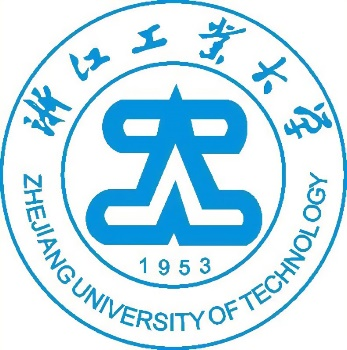 浙江工业大学
1953
ZHEJIANG UNIVERSITY OF TECHNOLOGY